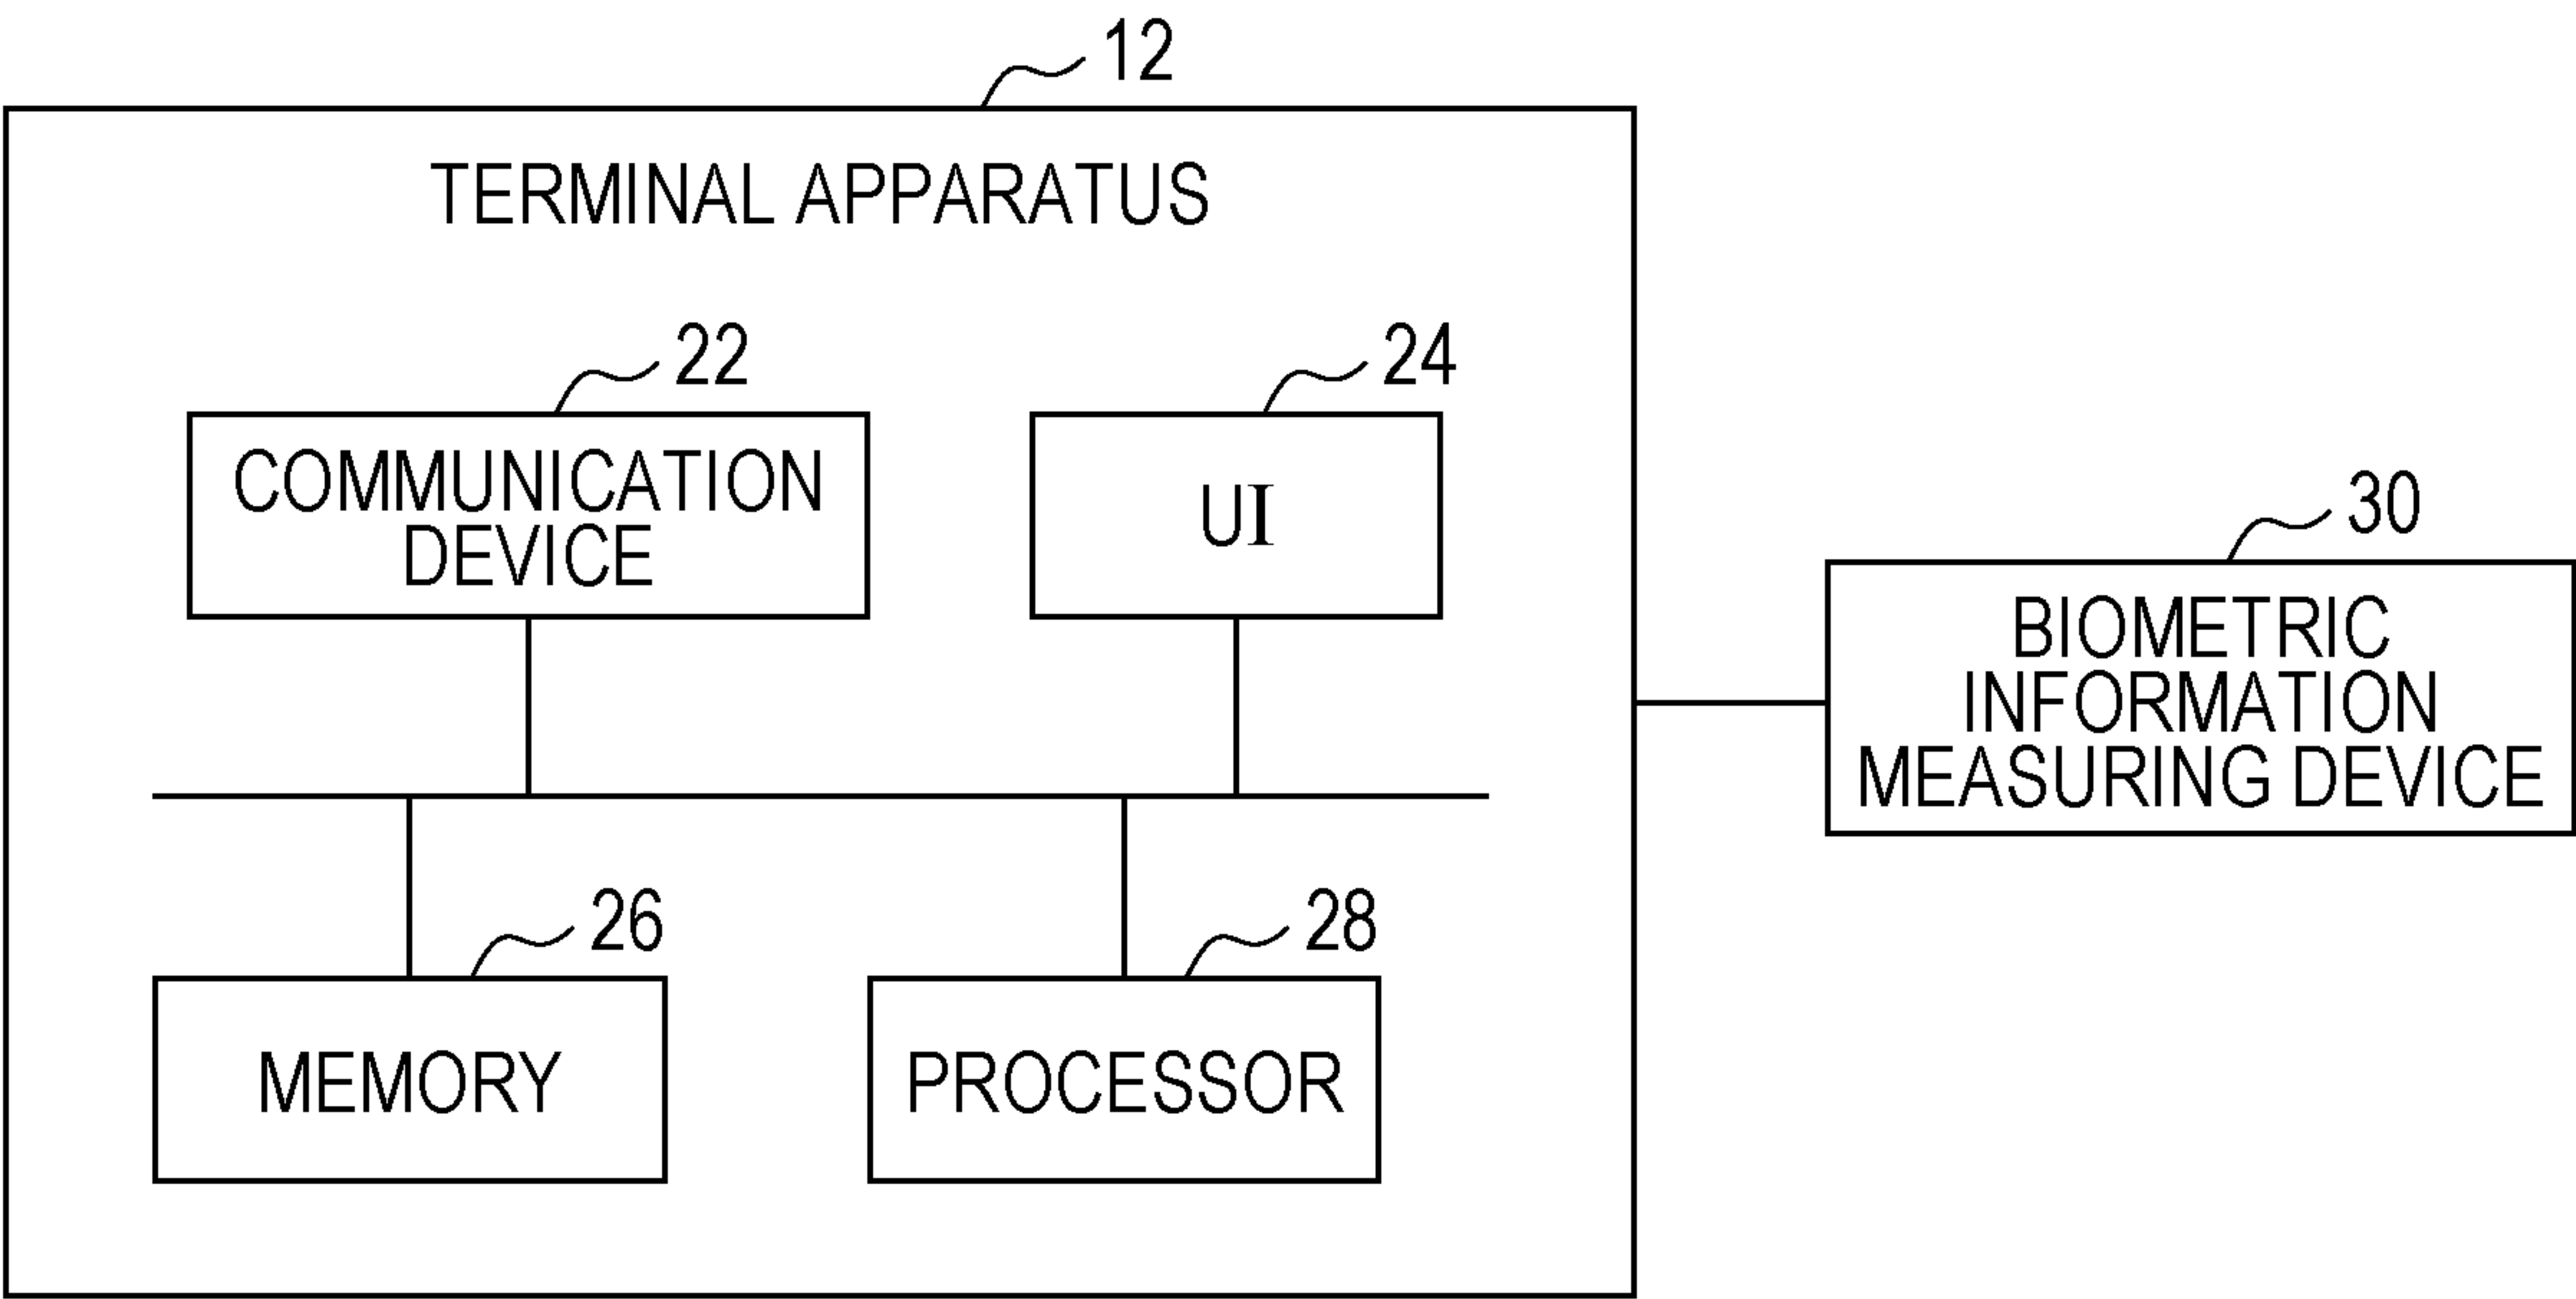 12
TERMINAL APPARATUS
22
24
COMMUNICATION
DEVICE
UI
30
BIOMETRIC
INFORMATION
MEASURING DEVICE
26
28
MEMORY
PROCESSOR